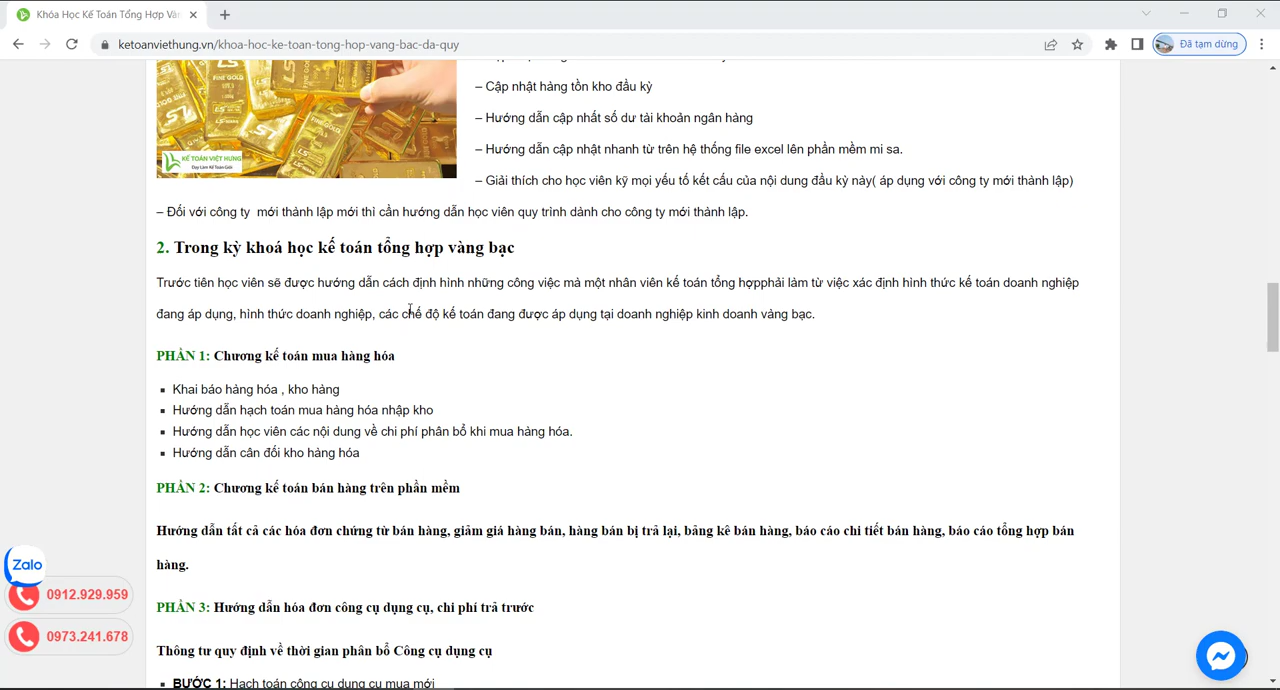 Khóa Học Kế Toán Tổng Hợp Vàn
ketoanviethung.vn/khoa-hoc-ke-toan-tong-hop-vang-bac-da-quy
Đã tạm dừng
FINE GOLD
KẾ TOÁN VIỆT HƯNG
Dạy Làm Kế Toán Giỏi
– Cập nhật hàng tồn kho đầu kỳ
– Hướng dẫn cập nhất số dư tài khoản ngân hàng
– Hướng dẫn cập nhật nhanh từ trên hệ thống file excel lên phần mềm mi sa.
– Giải thích cho học viên kỹ mọi yếu tố kết cấu của nội dung đầu kỳ này( áp dụng với công ty mới thành lập)
– Đối với công ty mới thành lập mới thì cần hướng dẫn học viên quy trình dành cho công ty mới thành lập.
2. Trong kỳ khoá học kế toán tổng hợp vàng bạc
Trước tiên học viên sẽ được hướng dẫn cách định hình những công việc mà một nhân viên kế toán tổng hợpphải làm từ việc xác định hình thức kế toán doanh nghiệp
đang áp dụng, hình thức doanh nghiệp, các chế độ kế toán đang được áp dụng tại doanh nghiệp kinh doanh vàng bạc.
PHẦN 1: Chương kế toán mua hàng hóa
▪ Khai báo hàng hóa , kho hàng
▪ Hướng dẫn hạch toán mua hàng hóa nhập kho
▪ Hướng dẫn học viên các nội dung về chi phí phân bổ khi mua hàng hóa.
▪ Hướng dẫn cân đối kho hàng hóa
PHẦN 2: Chương kế toán bán hàng trên phần mềm
Hướng dẫn tất cả các hóa đơn chứng từ bán hàng, giảm giá hàng bán, hàng bán bị trả lại, bảng kê bán hàng, báo cáo chi tiết bán hàng, báo cáo tổng hợp bán
hàng.
PHẦN 3: Hướng dẫn hóa đơn công cụ dụng cụ, chi phí trả trước
Thông tư quy định về thời gian phân bổ Công cụ dụng cụ
▪ BƯỚC 1: Hạch toán công cụ dụng cụ mua mới
Zalo
0912.929.959
0973.241.678